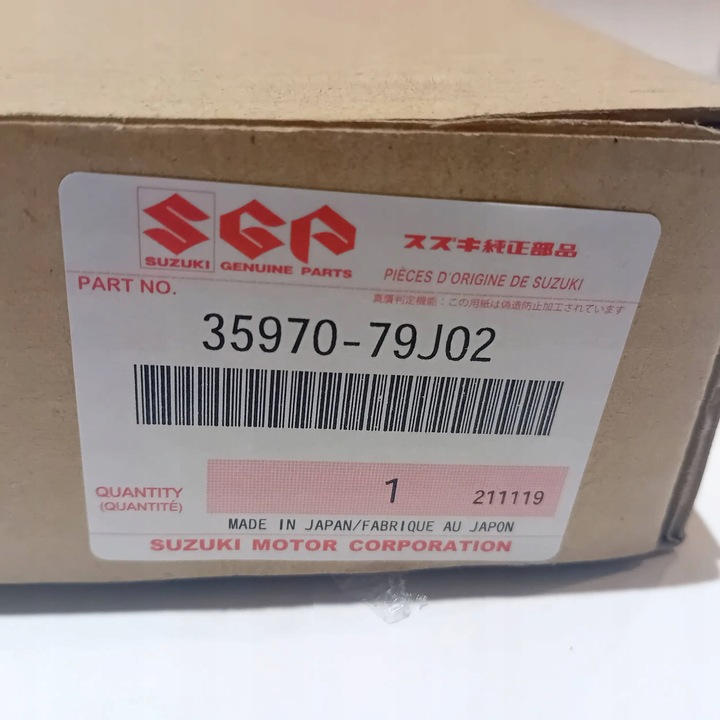 SGP
スズキ純正部品
SUZUKI GENUINE PARTS
PIÈCES D'ORIGINE DE SUZUKI
PART NO.
真贋判定機能：この用紙は偽造防止加工されています
35970-79J02
QUANTITY
(QUANTITÉ)
1
211119
MADE IN JAPAN/FABRIQUE AU JAPON
SUZUKI MOTOR CORPORATION